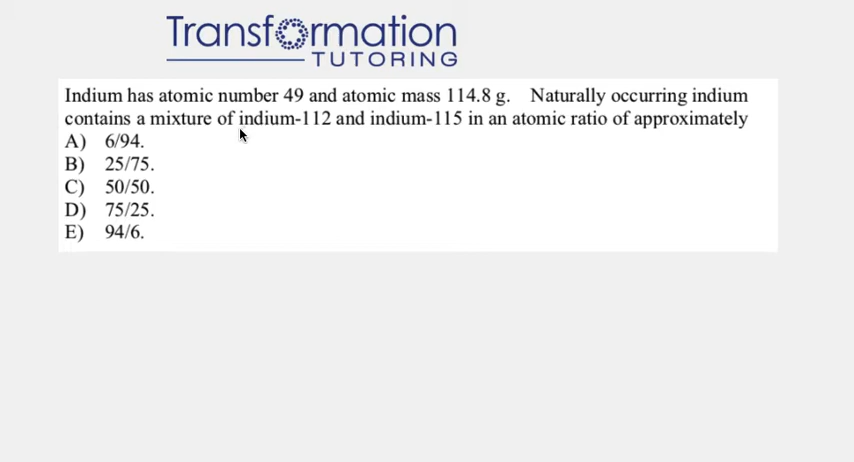 Transformation
TUTORING
Indium has atomic number 49 and atomic mass 114.8 g. Naturally occurring indium
contains a mixture of indium-112 and indium-115 in an atomic ratio of approximately
A) 6/94.
B) 25/75.
C) 50/50.
D) 75/25.
E) 94/6.